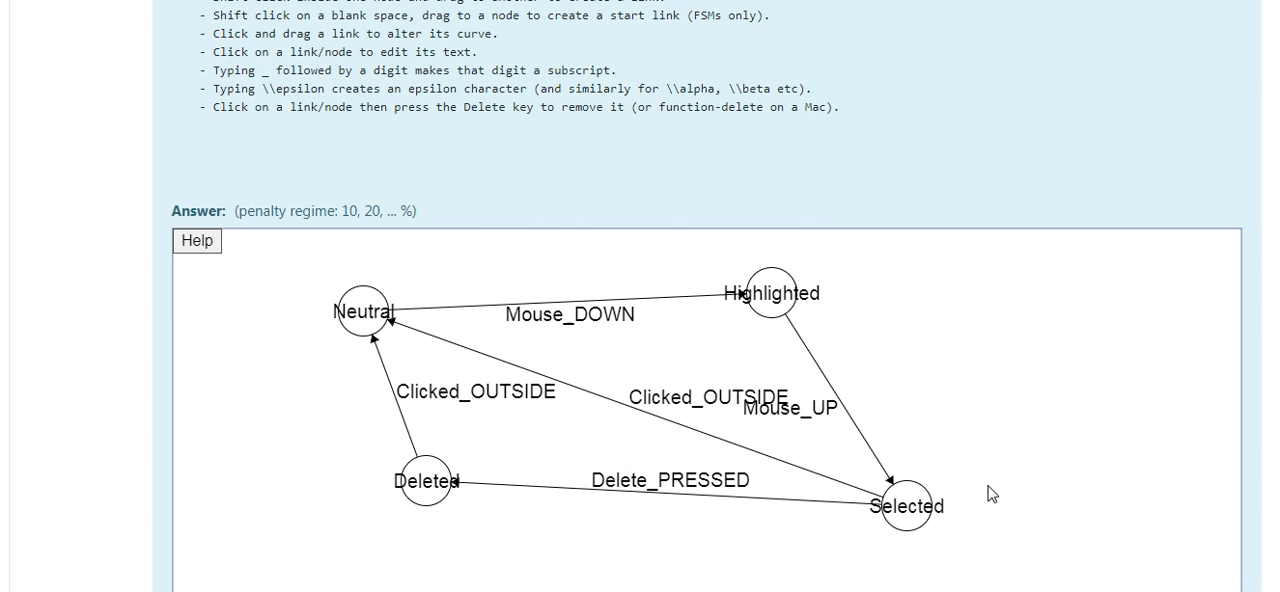 - Shift click on a blank space, drag to a node to create a start link (FSMs only).
- Click and drag a link to alter its curve.
- Click on a link/node to edit its text.
- Typing _ followed by a digit makes that digit a subscript.
- Typing \\epsilon creates an epsilon character (and similarly for \\alpha, \\beta etc).
- Click on a link/node then press the Delete key to remove it (or function-delete on a Mac).
Answer: (penalty regime: 10, 20, ... %)
Help
Highlighted
Neutral
Mouse_DOWN
Clicked_OUTSIDE
Clicked_OUTSIDE
Mouse_UP
Deleted
Delete_PRESSED
Selected